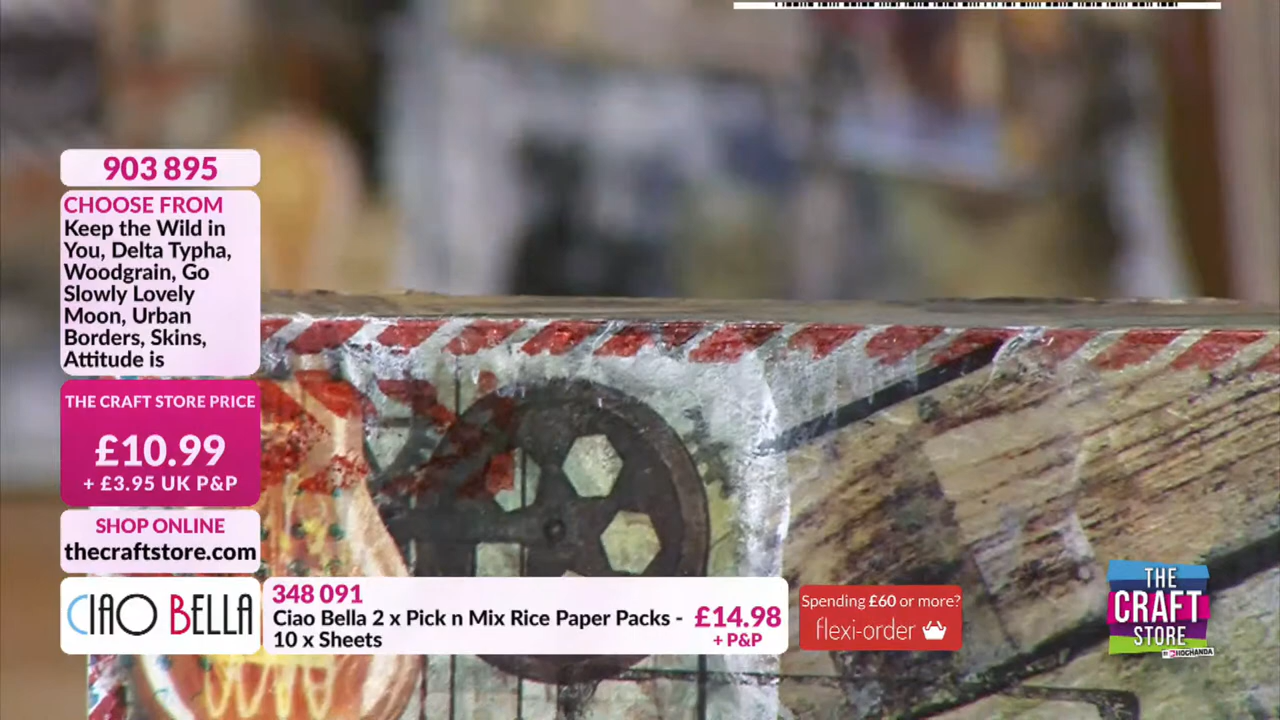 903 895
CHOOSE FROM
Keep the Wild in
You, Delta Typha,
Woodgrain, Go
Slowly Lovely
Moon, Urban
Borders, Skins,
Attitude is
THE CRAFT STORE PRICE
£10.99
+ £3.95 UK P&P
SHOP ONLINE
thecraftstore.com
CIAO BELLA
348 091
Ciao Bella 2 x Pick n Mix Rice Paper Packs -
10 x Sheets
£14.98
+ P&P
Spending £60 or more?
flexi-order
THE
CRAFT
STORE
BY HOCHANDA